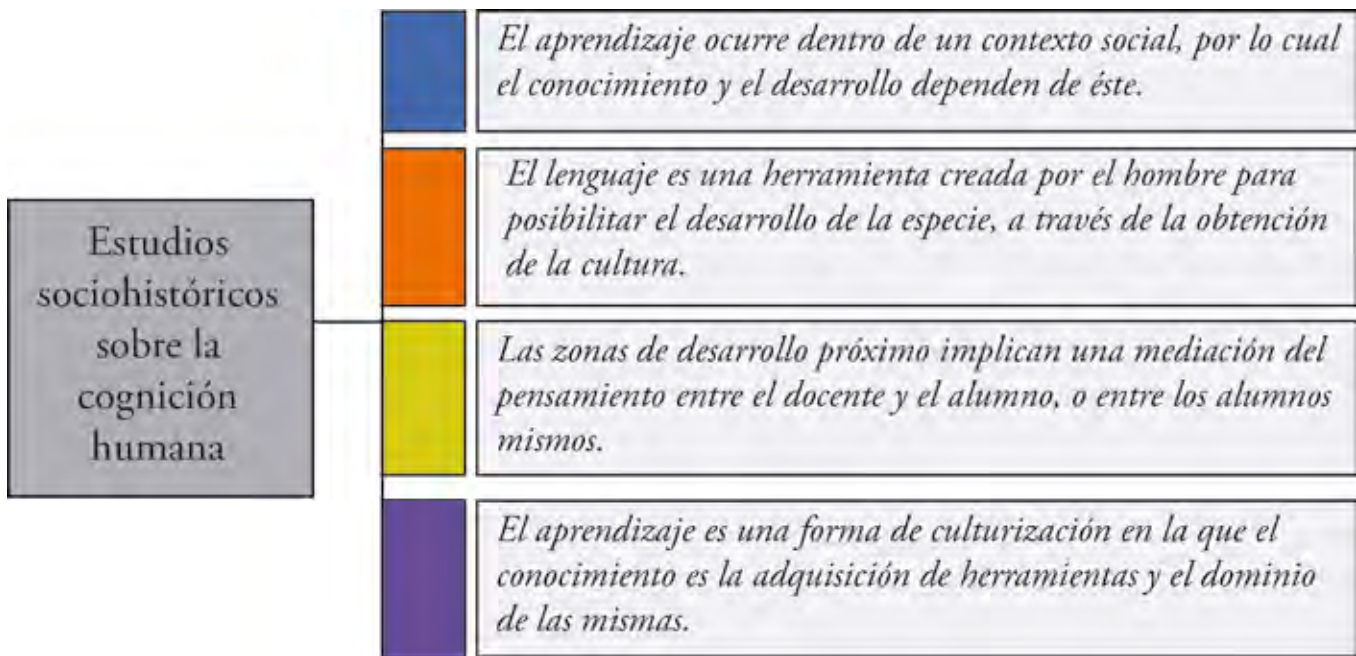 Estudios
sociohistóricos
sobre la
cognición
humana
El aprendizaje ocurre dentro de un contexto social, por lo cual
el conocimiento y el desarrollo dependen de éste.
El lenguaje es una herramienta creada por el hombre para
posibilitar el desarrollo de la especie, a través de la obtención
de la cultura.
Las zonas de desarrollo próximo implican una mediación del
pensamiento entre el docente y el alumno, o entre los alumnos
mismos.
El aprendizaje es una forma de culturización en la que el
conocimiento es la adquisición de herramientas y el dominio
de las mismas.